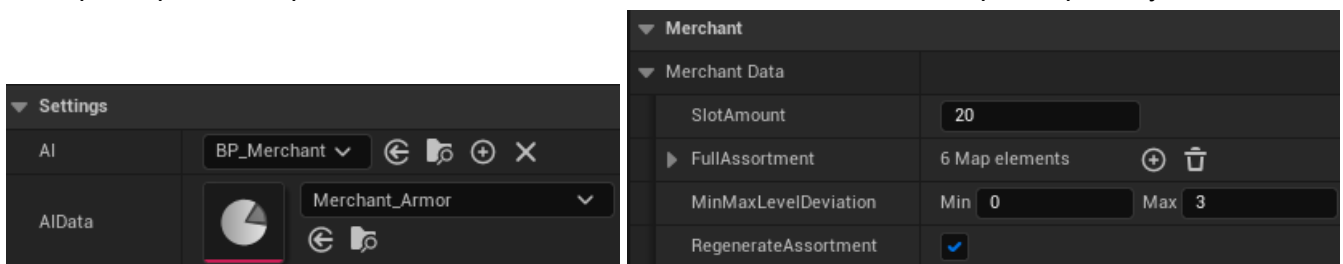 Settings
AI
BP_Merchant
AIData
Merchant_Armor
Merchant
Merchant Data
SlotAmount
20
FullAssortment
6 Map elements
MinMaxLevelDeviation
Min 0 Max 3
RegenerateAssortment